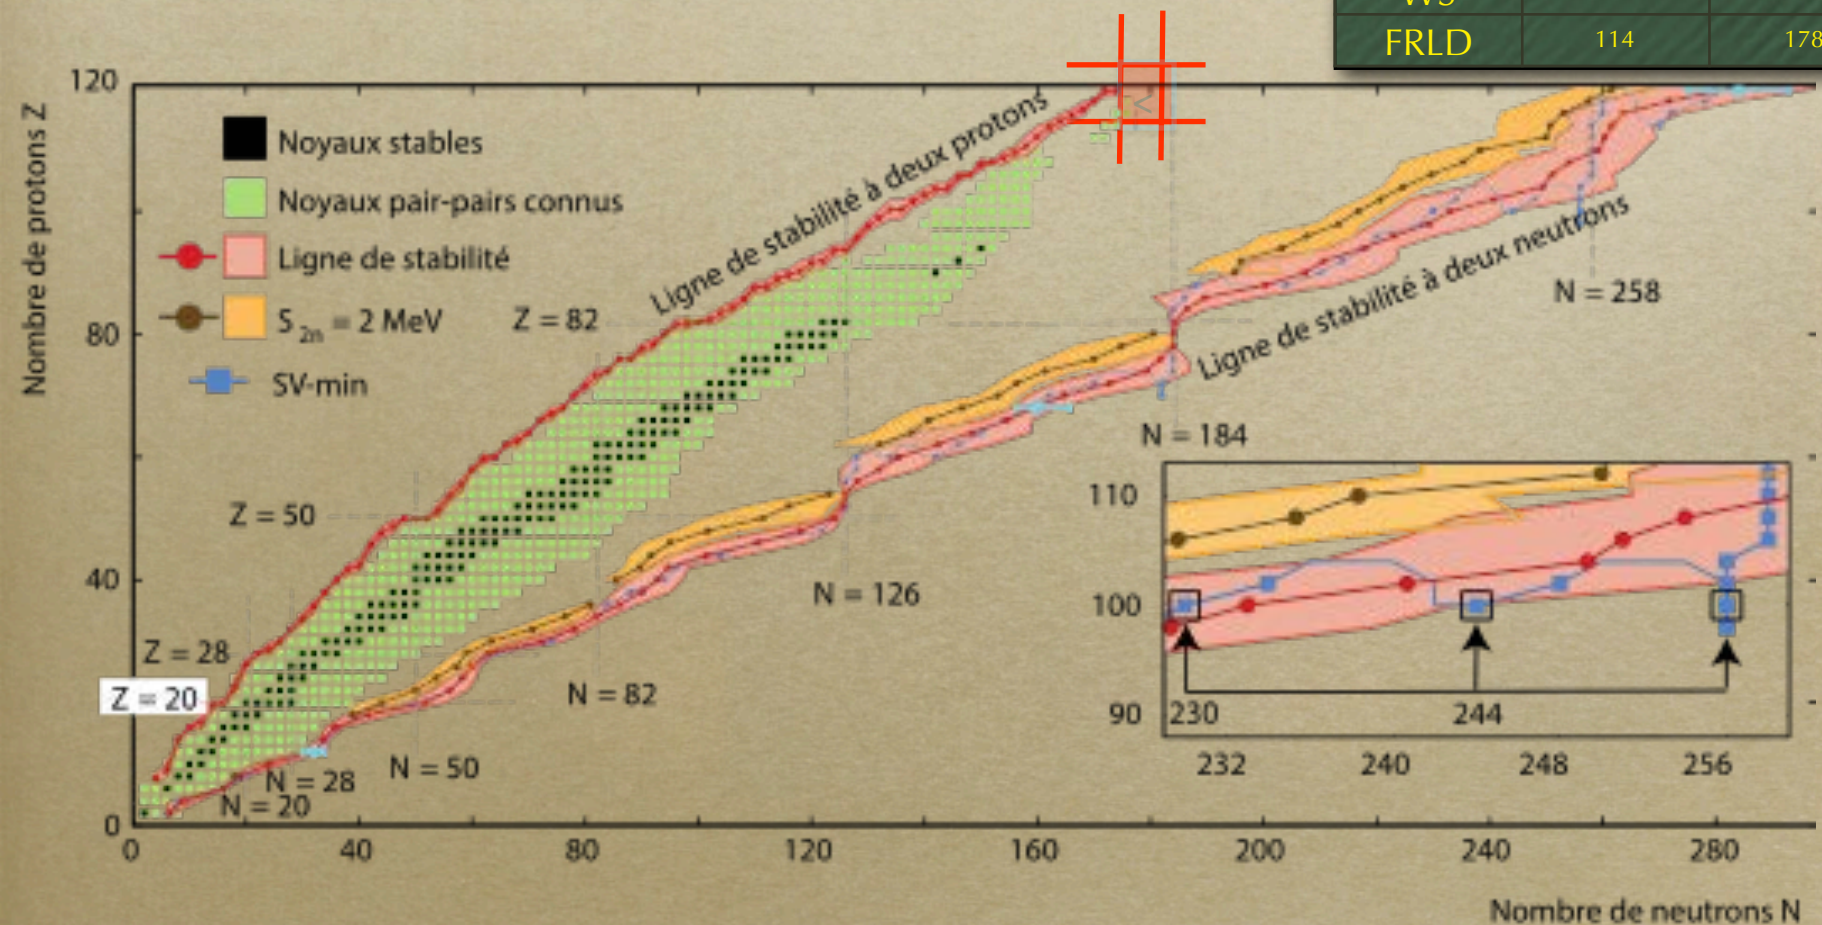 WS
FRLD 114 178
Nombre de protons Z
120
80
40
0
Noyaux stables
Noyaux pair-pairs connus
Ligne de stabilité
S2n = 2 MeV
SV-min
Ligne de stabilité à deux protons
Ligne de stabilité à deux neutrons
Z = 82
Z = 50
Z = 28
Z = 20
N = 258
N = 184
N = 126
N = 82
N = 50
N = 28
N = 20
110
100
90
230 244
232 240 248 256
0 40 80 120 160 200 240 280
Nombre de neutrons N